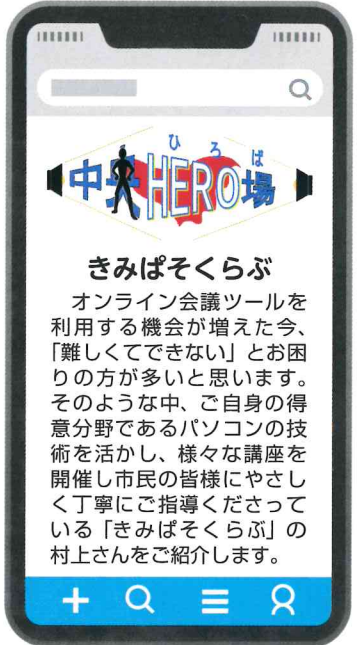 ひろば
中央HERO場
きみぱそくらぶ
オンライン会議ツールを
利用する機会が増えた今、
「難しくてできない」とお困
りの方が多いと思います。
そのような中、ご自身の得
意分野であるパソコンの技
術を活かし、様々な講座を
開催し市民の皆様にやさし
く丁寧にご指導くださって
いる「きみぱそくらぶ」の
村上さんをご紹介します。